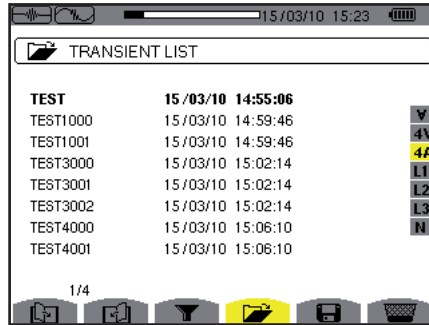 15/03/10 15:23
TRANSIENT LIST
TEST 15/03/10 14:55:06
TEST1000 15/03/10 14:59:46
TEST1001 15/03/10 14:59:46
TEST3000 15/03/10 15:02:14
TEST3001 15/03/10 15:02:14
TEST3002 15/03/10 15:02:14
TEST4000 15/03/10 15:06:10
TEST4001 15/03/10 15:06:10
∀
4V
4A
L1
L2
L3
N
1/4